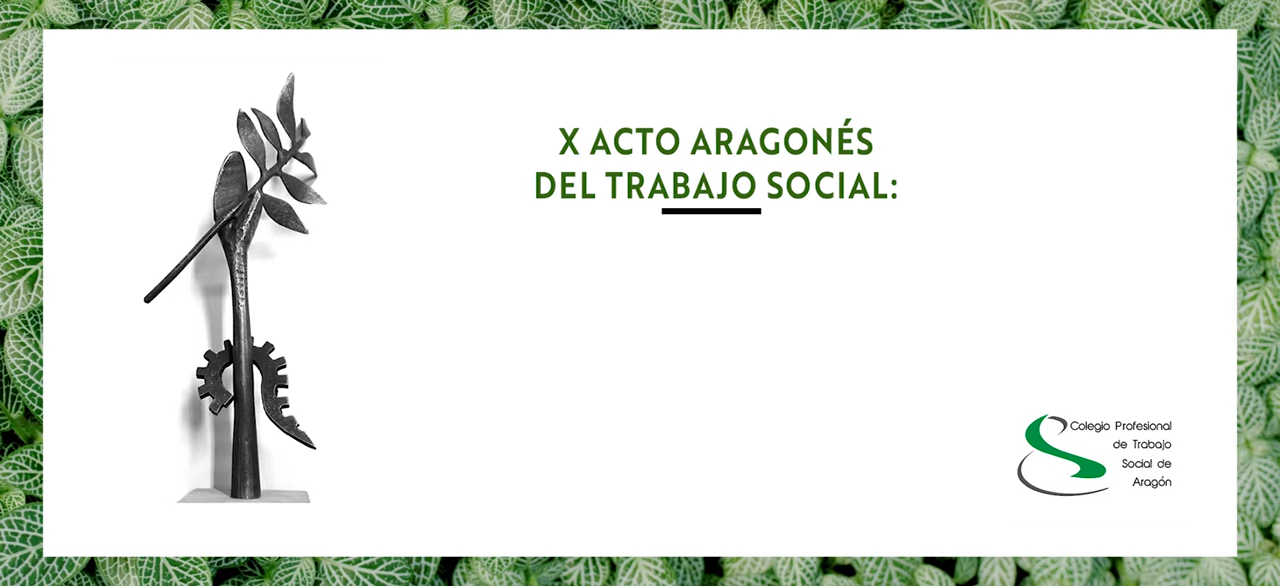 X ACTO ARAGONÉS
DEL TRABAJO SOCIAL:
Colegio Profesional
de Trabajo
Social de
Aragón